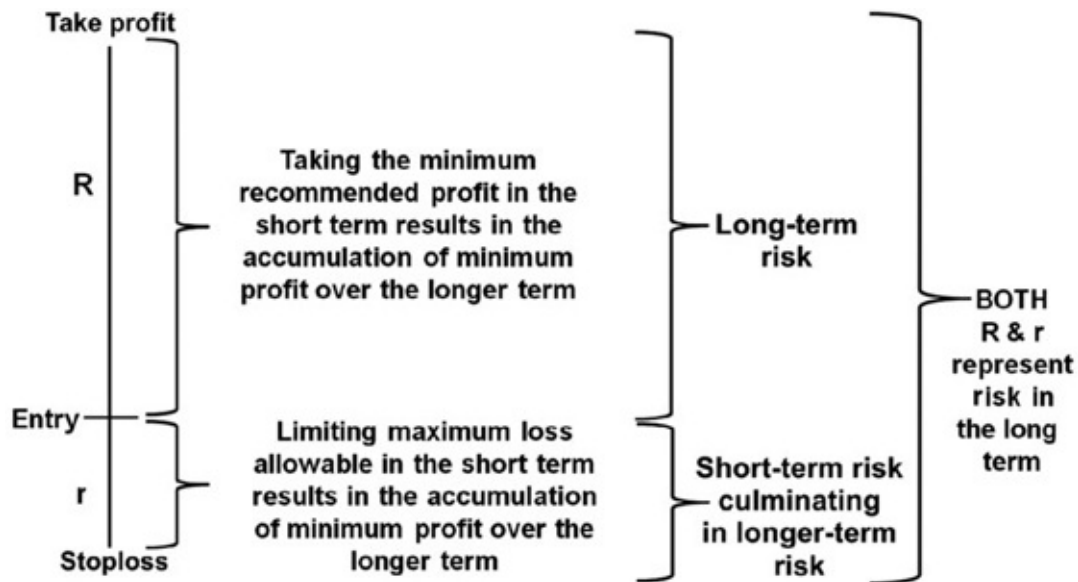 Take profit
R
Taking the minimum
recommended profit in the
short term results in the
accumulation of minimum
profit over the longer term
Long-term
risk
BOTH
R & r
represent
risk in
the long
term
Entry
r
Stoploss
Limiting maximum loss
allowable in the short term
results in the accumulation
of minimum profit over the
longer term
Short-term risk
culminating
in longer-term
risk